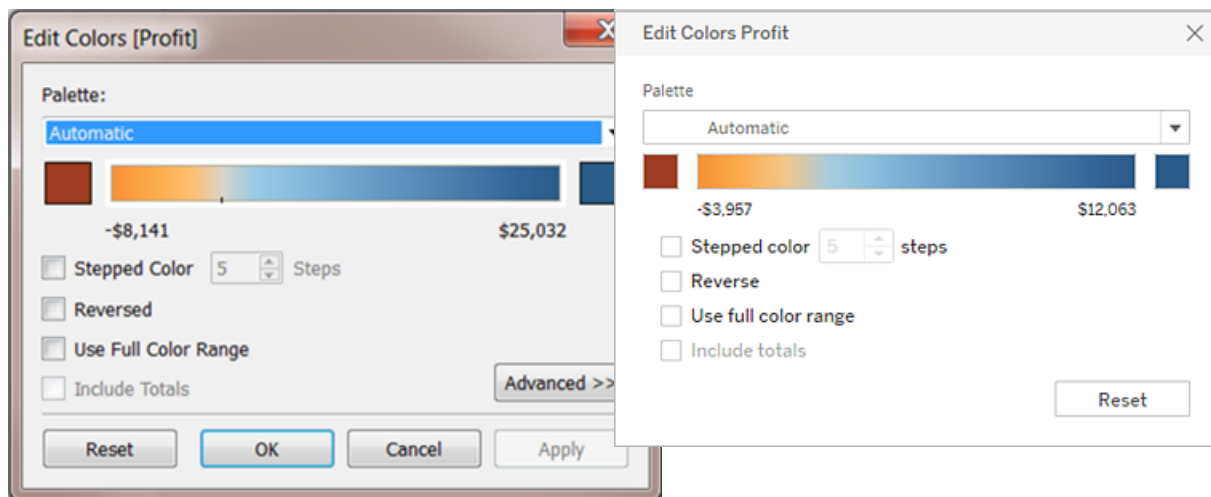 Edit Colors [Profit]
Palette:
Automatic
-$8,141 $25,032
Stepped Color 5 Steps
Reversed
Use Full Color Range
Include Totals
Advanced >>
Reset OK Cancel Apply
Edit Colors Profit
Palette
Automatic
-$3,957 $12,063
Stepped color 5 steps
Reverse
Use full color range
Include totals
Reset